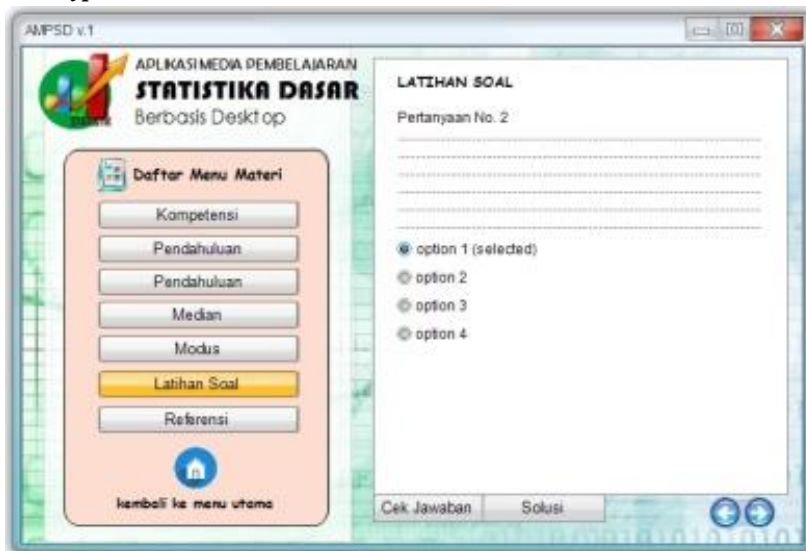 AMPSD v.1
APLIKASI MEDIA PEMBELAJARAN
STATISTIKA DASAR
Berbasis Desktop
Daftar Menu Materi
Kompetensi
Pendahuluan
Pendahuluan
Median
Modus
Latihan Soal
Referensi
kembali ke menu utama
LATIHAN SOAL
Pertanyaan No. 2
option 1 (selected)
option 2
option 3
option 4
Cek Jawaban
Solusi